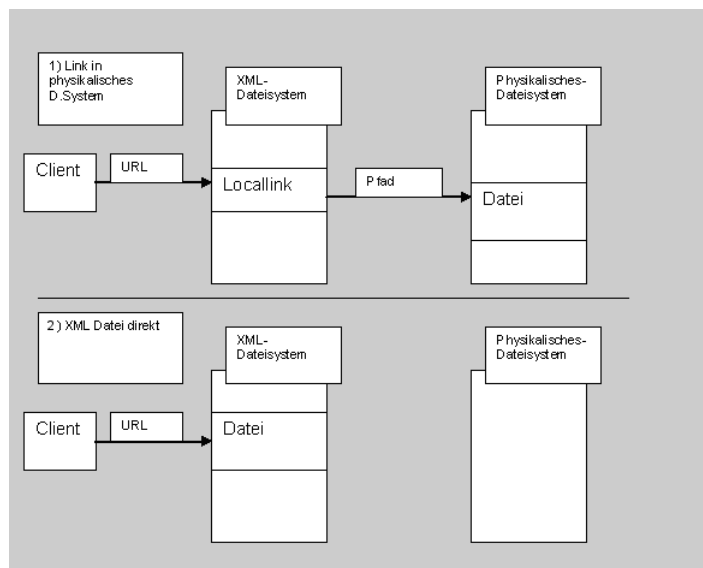 1) Link in
physikalisches
D.System
XML-
Dateisystem
Physikalisches-
Dateisystem
Client
URL
Locallink
Pfad
Datei
2) XML Datei direkt
XML-
Dateisystem
Physikalisches-
Dateisystem
Client
URL
Datei